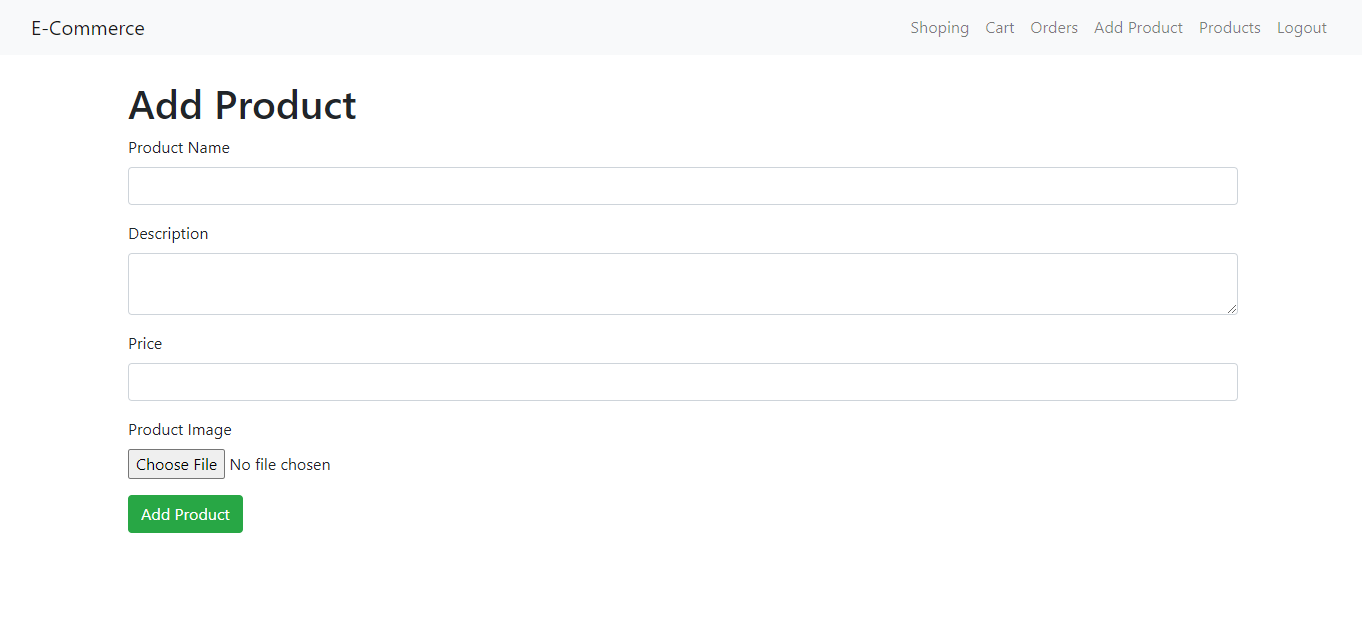 E-Commerce Shoping Cart Orders Add Product Products Logout
Add Product
Product Name
Description
Price
Product Image
Choose File No file chosen
Add Product